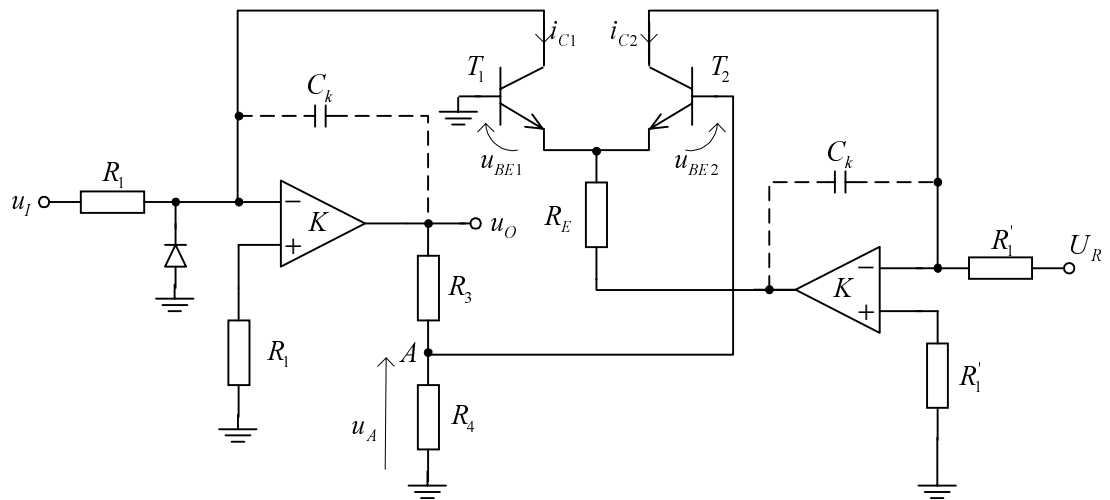 i_{C1}
i_{C2}
T_1
T_2
C_k
u_{BE1}
u_{BE2}
C_k
R_1
u_I
−
K
+
u_O
R_E
R_1^'
U_R
−
K
+
R_3
R_1
A
R_4
R_1^'
u_A